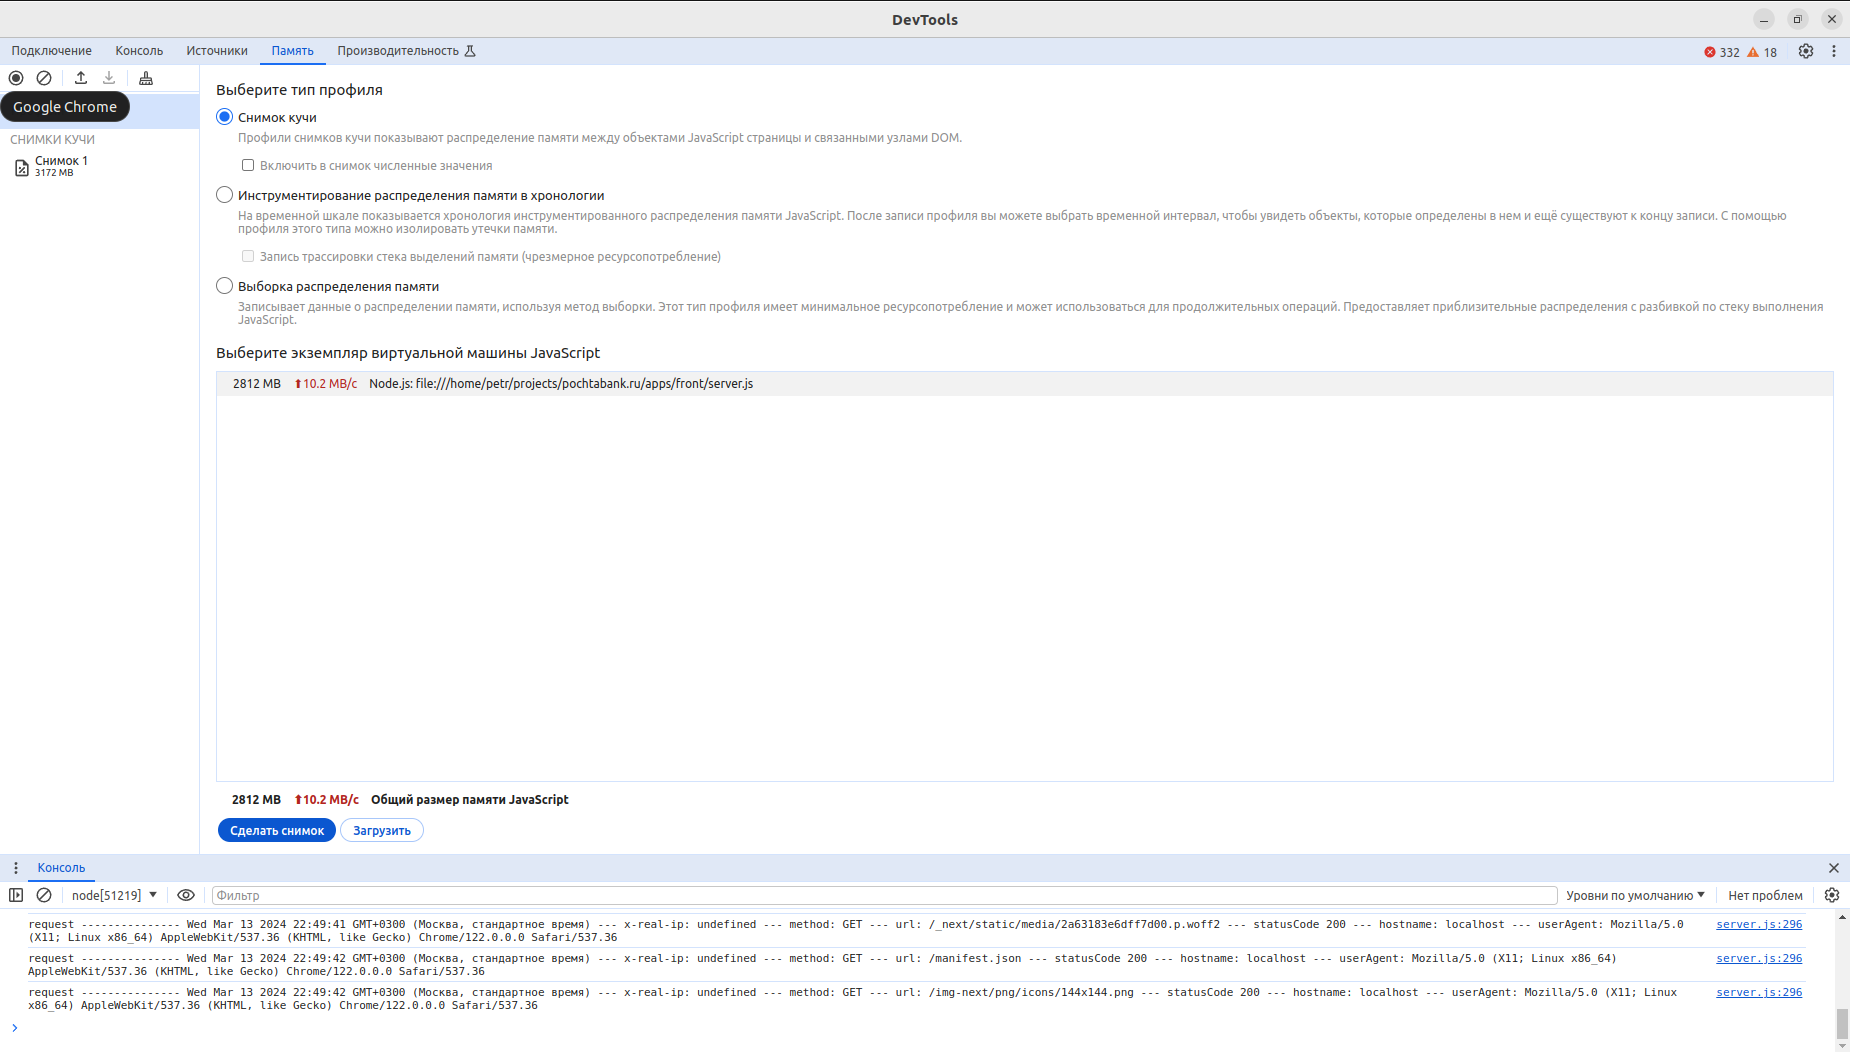 DevTools
Подключение Консоль Источники Память Производительность 332 18
Google Chrome
СНИМКИ КУЧИ
Снимок 1
3172 MB
Выберите тип профиля
Снимок кучи
Профили снимков кучи показывают распределение памяти между объектами JavaScript страницы и связанными узлами DOM.
Включить в снимок численные значения
Инструментирование распределения памяти в хронологии
На временной шкале показывается хронология инструментированного распределения памяти JavaScript. После записи профиля вы можете выбрать временной интервал, чтобы увидеть объекты, которые определены в нем и ещё существуют к концу записи. С помощью
профиля этого типа можно изолировать утечки памяти.
Запись трассировки стека выделений памяти (чрезмерное ресурсопотребление)
Выборка распределения памяти
Записывает данные о распределении памяти, используя метод выборки. Этот тип профиля имеет минимальное ресурсопотребление и может использоваться для продолжительных операций. Предоставляет приблизительные распределения с разбивкой по стеку выполнения
JavaScript.
Выберите экземпляр виртуальной машины JavaScript
2812 MB ⬆10.2 MB/с Node.js: file:///home/petr/projects/pochtabank.ru/apps/front/server.js
2812 MB ⬆10.2 MB/с Общий размер памяти JavaScript
Сделать снимок Загрузить
Консоль
node[51219] Фильтр Уровни по умолчанию Нет проблем
request --------------- Wed Mar 13 2024 22:49:41 GMT+0300 (Москва, стандартное время) --- x-real-ip: undefined --- method: GET --- url: /_next/static/media/2a63183e6dff7d00.p.woff2 --- statusCode 200 --- hostname: localhost --- userAgent: Mozilla/5.0 server.js:296
(X11; Linux x86_64) AppleWebKit/537.36 (KHTML, like Gecko) Chrome/122.0.0.0 Safari/537.36
request --------------- Wed Mar 13 2024 22:49:42 GMT+0300 (Москва, стандартное время) --- x-real-ip: undefined --- method: GET --- url: /manifest.json --- statusCode 200 --- hostname: localhost --- userAgent: Mozilla/5.0 (X11; Linux x86_64) server.js:296
AppleWebKit/537.36 (KHTML, like Gecko) Chrome/122.0.0.0 Safari/537.36
request --------------- Wed Mar 13 2024 22:49:42 GMT+0300 (Москва, стандартное время) --- x-real-ip: undefined --- method: GET --- url: /img-next/png/icons/144x144.png --- statusCode 200 --- hostname: localhost --- userAgent: Mozilla/5.0 (X11; Linux server.js:296
x86_64) AppleWebKit/537.36 (KHTML, like Gecko) Chrome/122.0.0.0 Safari/537.36